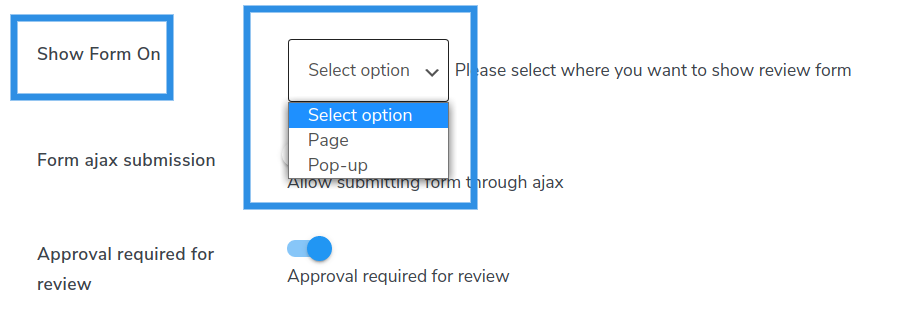 Show Form On
Select option
Please select where you want to show review form
Select option
Page
Pop-up
Form ajax submission
Allow submitting form through ajax
Approval required for
review
Approval required for review